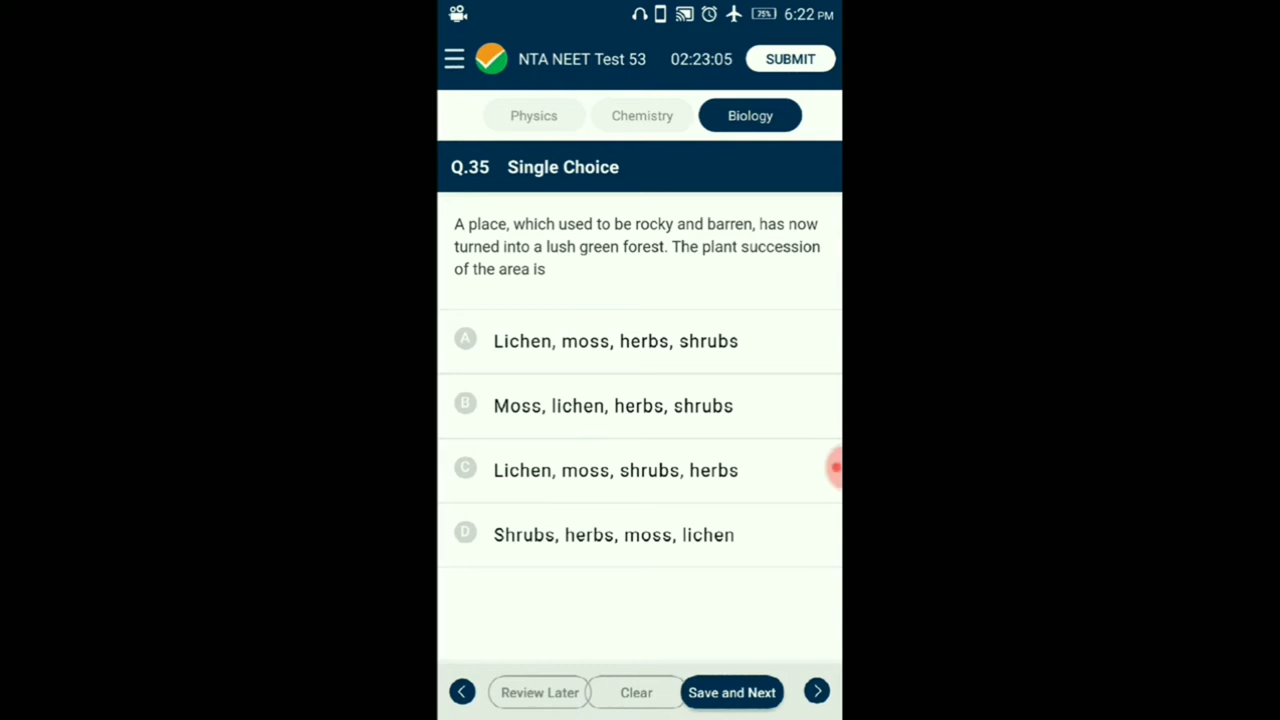 75% 6:22 PM
NTA NEET Test 53 02:23:05 SUBMIT
Physics Chemistry Biology
Q.35 Single Choice
A place, which used to be rocky and barren, has now
turned into a lush green forest. The plant succession
of the area is
A Lichen, moss, herbs, shrubs
B Moss, lichen, herbs, shrubs
C Lichen, moss, shrubs, herbs
D Shrubs, herbs, moss, lichen
Review Later Clear Save and Next